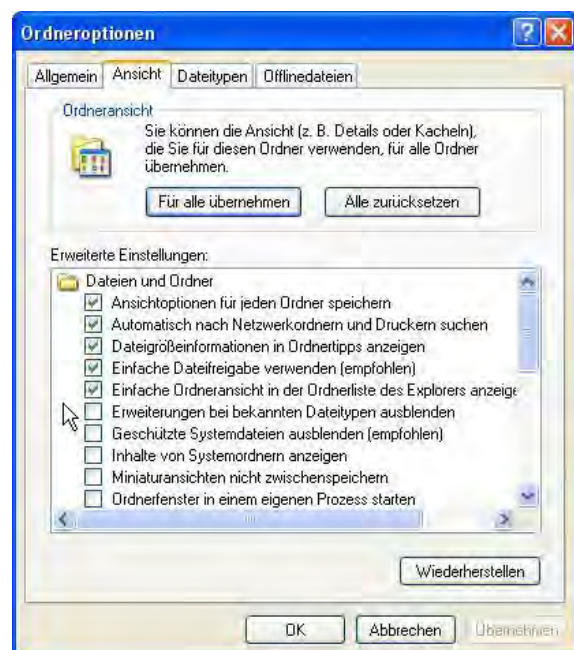 Ordneroptionen
Allgemein Ansicht Dateitypen Offlinedateien
Ordneransicht
Sie können die Ansicht (z. B. Details oder Kacheln),
die Sie für diesen Ordner verwenden, für alle Ordner
übernehmen.
Für alle übernehmen Alle zurücksetzen
Erweiterte Einstellungen:
Dateien und Ordner
Ansichtoptionen für jeden Ordner speichern
Automatisch nach Netzwerkordnern und Druckern suchen
Dateigrößeinformationen in Ordnertipps anzeigen
Einfache Dateifreigabe verwenden (empfohlen)
Einfache Ordneransicht in der Ordnerliste des Explorers anzeige
Erweiterungen bei bekannten Dateitypen ausblenden
Geschützte Systemdateien ausblenden (empfohlen)
Inhalte von Systemordnern anzeigen
Miniaturansichten nicht zwischenspeichern
Ordnerfenster in einem eigenen Prozess starten
Wiederherstellen
OK Abbrechen Übernehmen